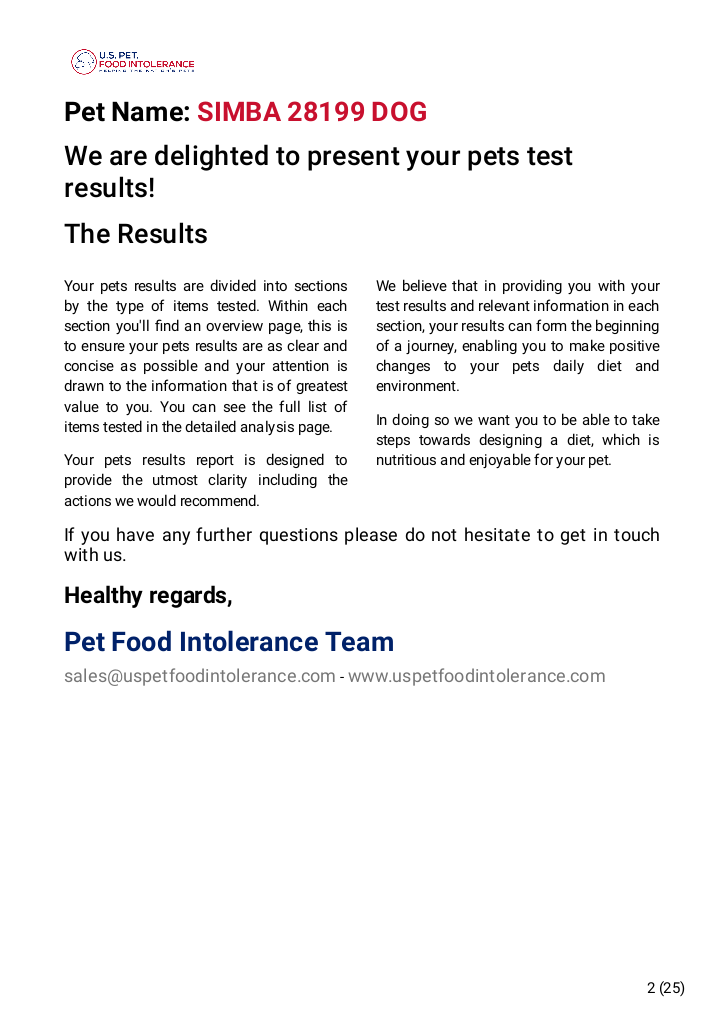 U.S. PET.
FOOD INTOLERANCE
Pet Name: SIMBA 28199 DOG
We are delighted to present your pets test
results!
The Results
Your pets results are divided into sections
by the type of items tested. Within each
section you'll find an overview page, this is
to ensure your pets results are as clear and
concise as possible and your attention is
drawn to the information that is of greatest
value to you. You can see the full list of
items tested in the detailed analysis page.
Your pets results report is designed to
provide the utmost clarity including the
actions we would recommend.
We believe that in providing you with your
test results and relevant information in each
section, your results can form the beginning
of a journey, enabling you to make positive
changes to your pets daily diet and
environment.
In doing so we want you to be able to take
steps towards designing a diet, which is
nutritious and enjoyable for your pet.
If you have any further questions please do not hesitate to get in touch
with us.
Healthy regards,
Pet Food Intolerance Team
sales@uspetfoodintolerance.com - www.uspetfoodintolerance.com
2 (25)